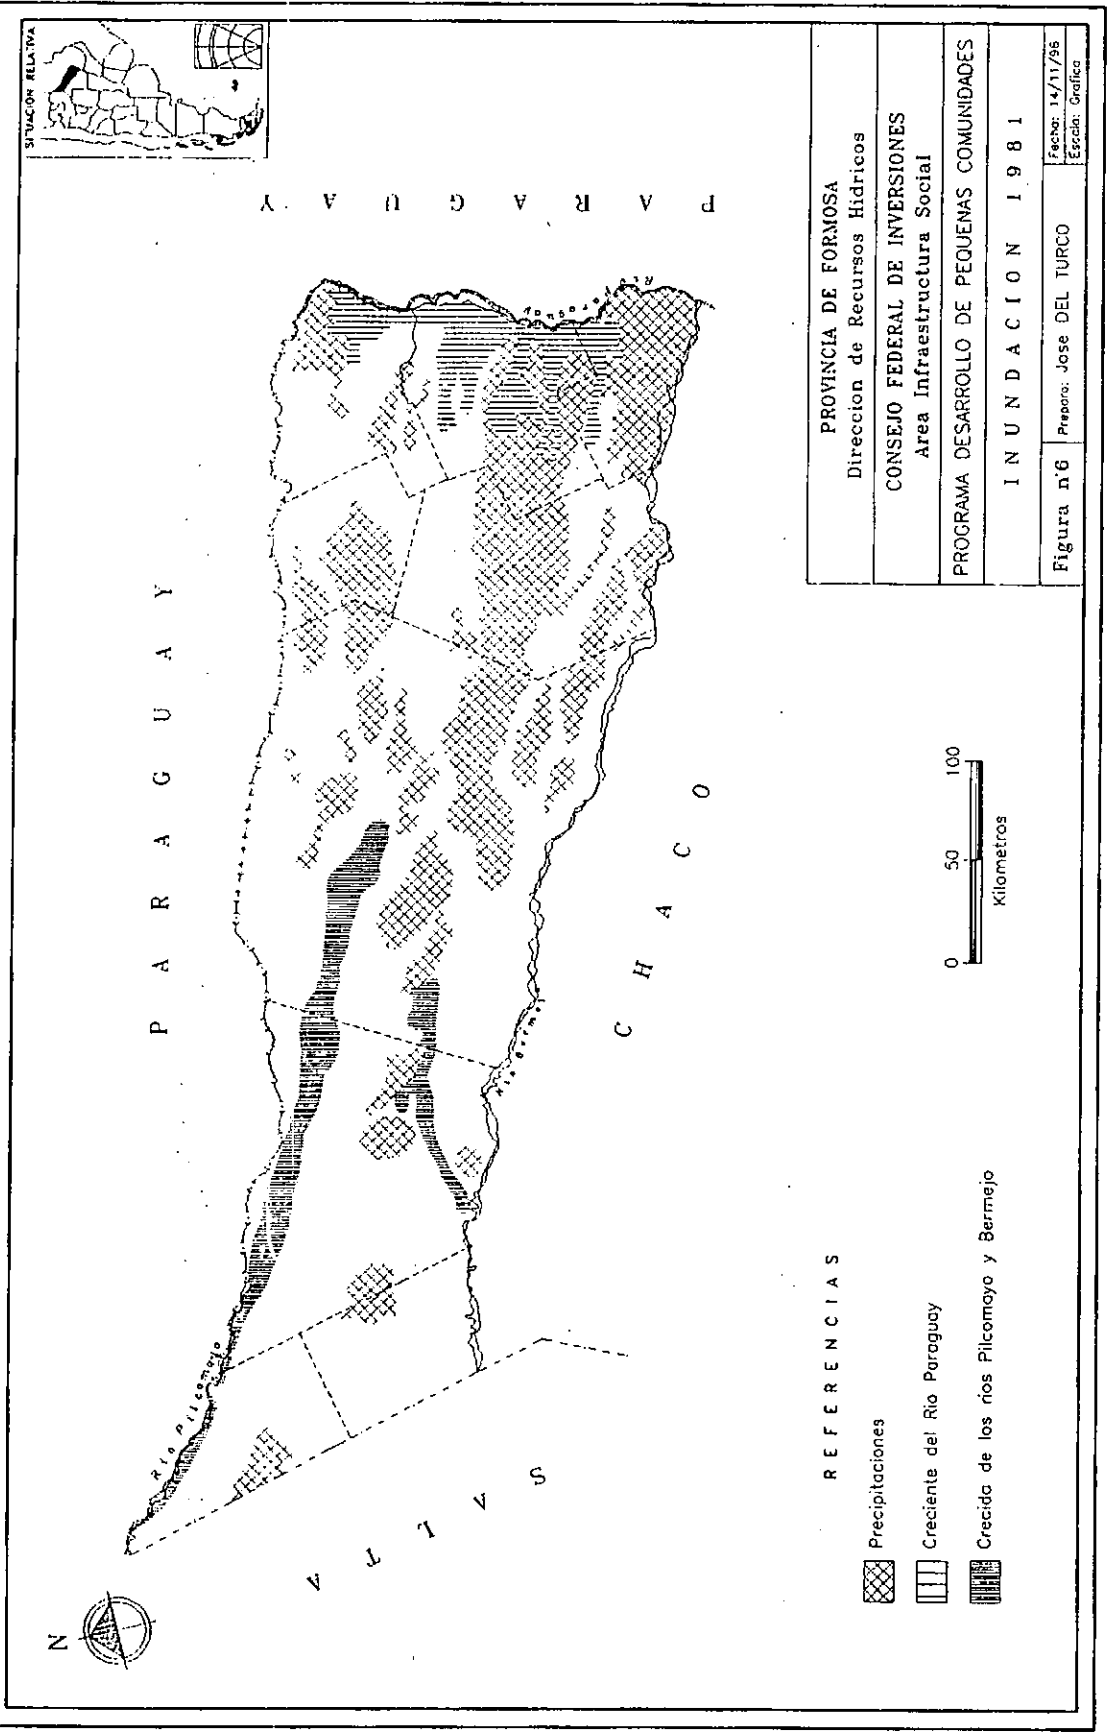 SITUACION RELATIVA
N
P A R A G U A Y
P A R A G U A Y
S A L T A
C H A C O
Rio Pilcomayo
Rio Paraguay
Rio Bermejo
R E F E R E N C I A S
Precipitaciones
Creciente del Rio Paraguay
Crecida de los rios Pilcomayo y Bermejo
0 50 100
Kilometros
PROVINCIA DE FORMOSA
Direccion de Recursos Hidricos
CONSEJO FEDERAL DE INVERSIONES
Area Infraestructura Social
PROGRAMA DESARROLLO DE PEQUENAS COMUNIDADES
I N U N D A C I O N 1 9 8 1
Figura n°6
Preparo: Jose DEL TURCO
Fecha: 14/11/96
Escala: Grafica